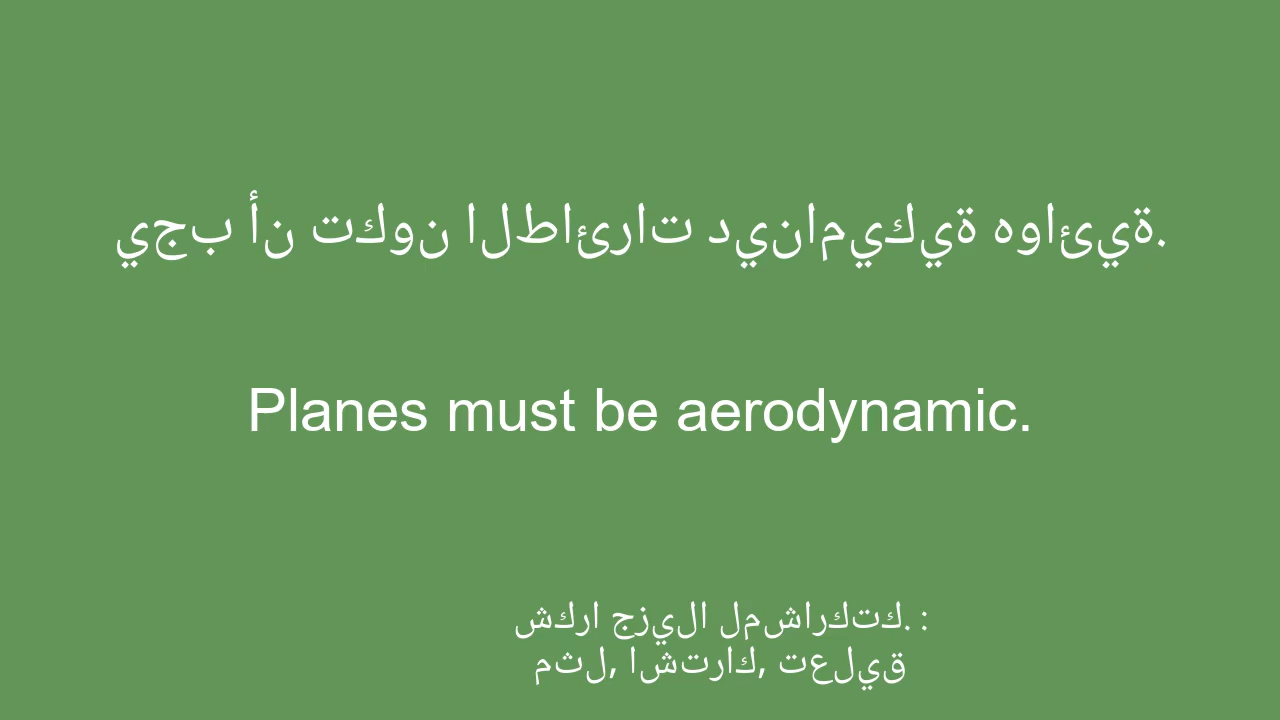 يجب أن تكون الطائرات ديناميكية هوائية.
Planes must be aerodynamic.
شكرا جزيلا لمشاركتك. :
مثل, اشتراك, تعليق